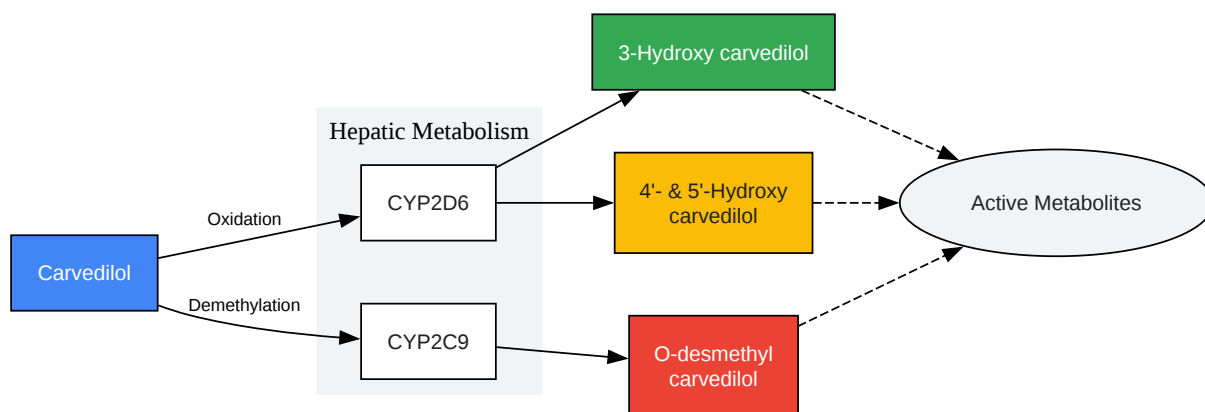 3-Hydroxy carvedilol
Hepatic Metabolism
CYP2D6
4'- & 5'-Hydroxy
carvedilol
Active Metabolites
Oxidation
Carvedilol
Demethylation
CYP2C9
O-desmethyl
carvedilol